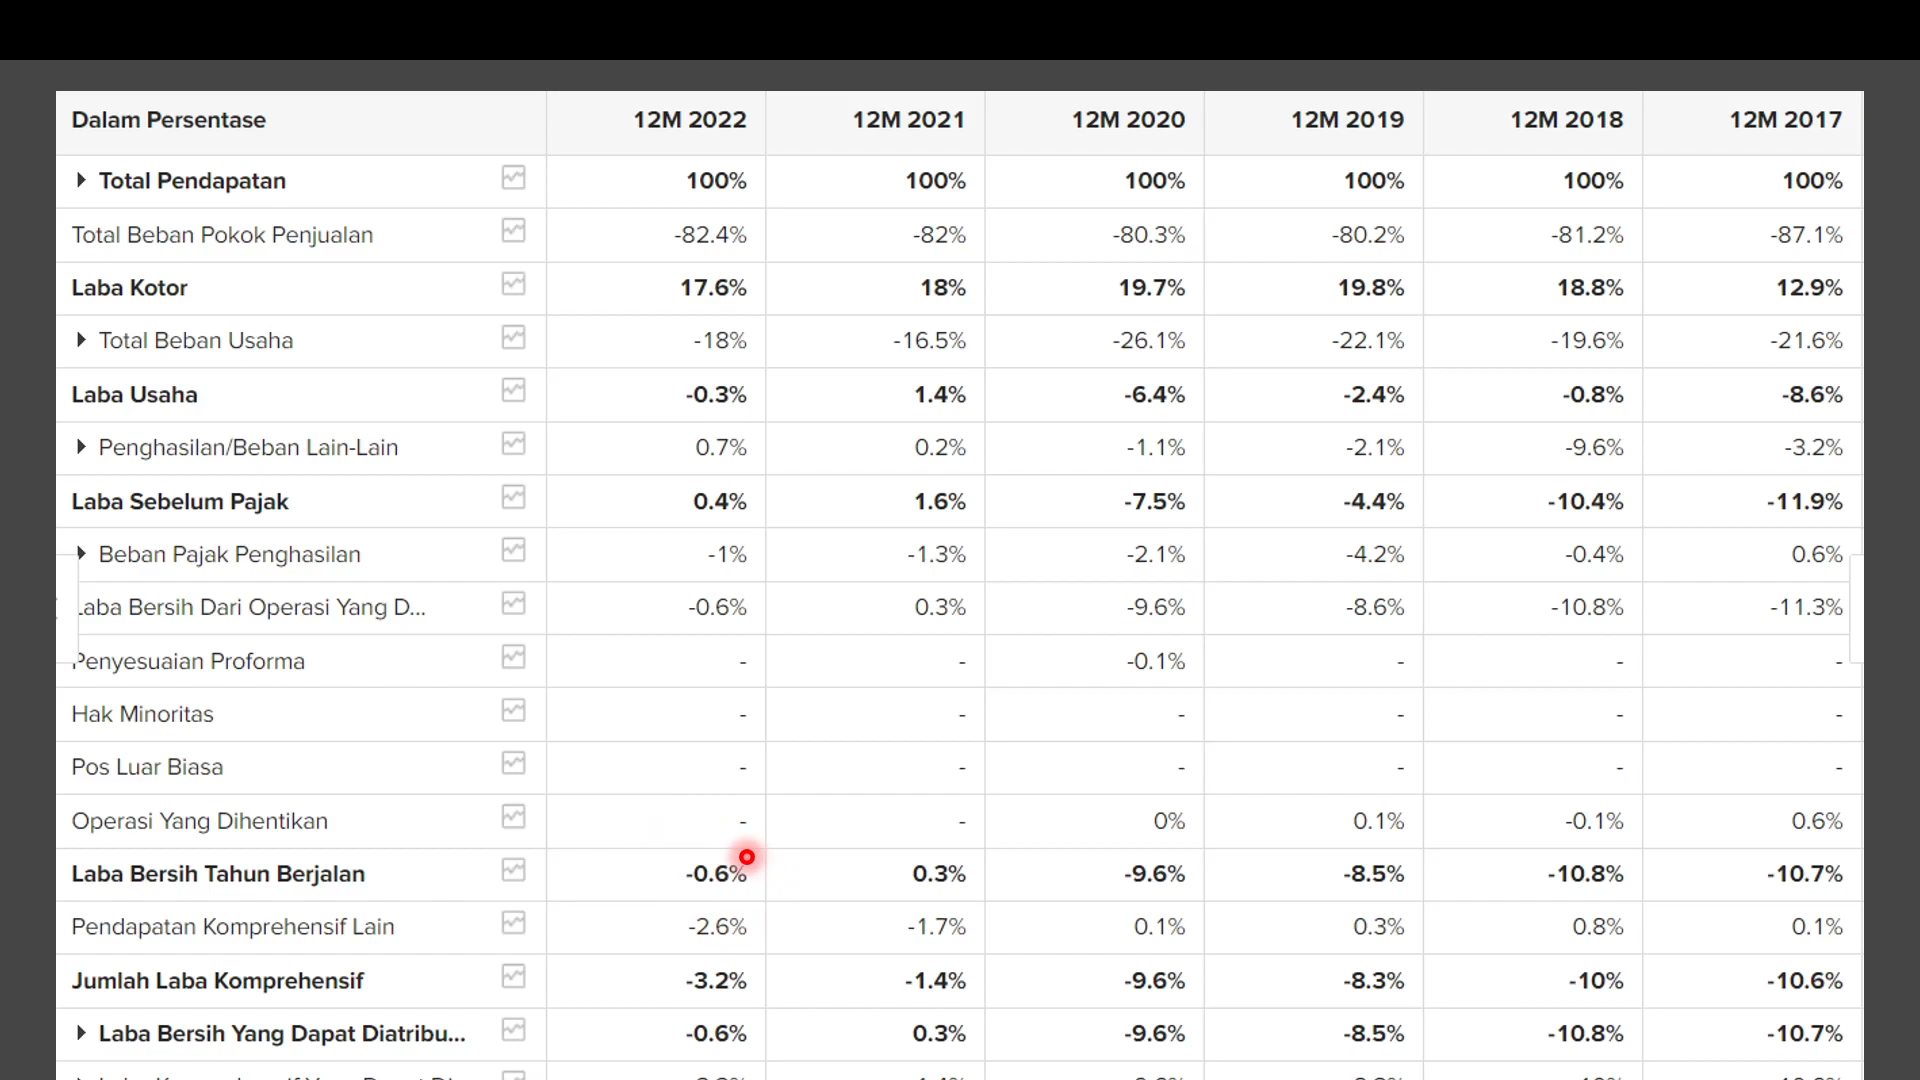 Dalam Persentase 12M 2022 12M 2021 12M 2020 12M 2019 12M 2018 12M 2017
Total Pendapatan 100% 100% 100% 100% 100% 100%
Total Beban Pokok Penjualan -82.4% -82% -80.3% -80.2% -81.2% -87.1%
Laba Kotor 17.6% 18% 19.7% 19.8% 18.8% 12.9%
Total Beban Usaha -18% -16.5% -26.1% -22.1% -19.6% -21.6%
Laba Usaha -0.3% 1.4% -6.4% -2.4% -0.8% -8.6%
Penghasilan/Beban Lain-Lain 0.7% 0.2% -1.1% -2.1% -9.6% -3.2%
Laba Sebelum Pajak 0.4% 1.6% -7.5% -4.4% -10.4% -11.9%
Beban Pajak Penghasilan -1% -1.3% -2.1% -4.2% -0.4% 0.6%
Laba Bersih Dari Operasi Yang D... -0.6% 0.3% -9.6% -8.6% -10.8% -11.3%
Penyesuaian Proforma - - -0.1% - - -
Hak Minoritas - - - - - -
Pos Luar Biasa - - - - - -
Operasi Yang Dihentikan - - 0% 0.1% -0.1% 0.6%
Laba Bersih Tahun Berjalan -0.6% 0.3% -9.6% -8.5% -10.8% -10.7%
Pendapatan Komprehensif Lain -2.6% -1.7% 0.1% 0.3% 0.8% 0.1%
Jumlah Laba Komprehensif -3.2% -1.4% -9.6% -8.3% -10% -10.6%
Laba Bersih Yang Dapat Diatribu... -0.6% 0.3% -9.6% -8.5% -10.8% -10.7%